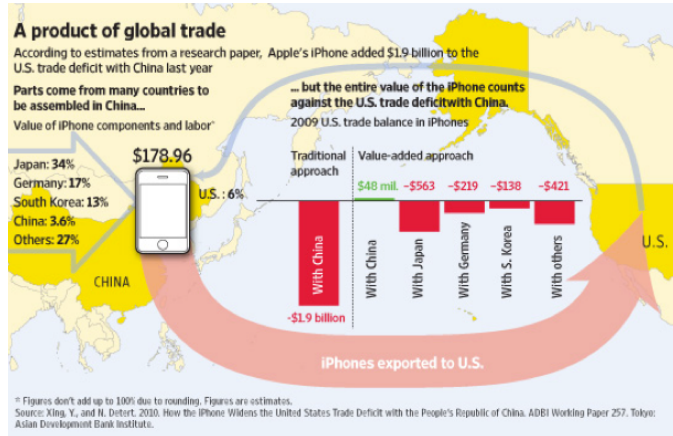 A product of global trade
According to estimates from a research paper, Apple's iPhone added $1.9 billion to the
U.S. trade deficit with China last year
Parts come from many countries to
be assembled in China...
Value of iPhone components and labor*
$178.96
Japan: 34%
Germany: 17%
South Korea: 13%
China: 3.6%
Others: 27%
U.S.: 6%
CHINA
... but the entire value of the iPhone counts
against the U.S. trade deficitwith China.
2009 U.S. trade balance in iPhones
Traditional
approach
Value-added approach
$48 mil.
-$563
-$219
-$138
-$421
With China
With China
With Japan
With Germany
With S. Korea
With others
-$1.9 billion
U.S.
iPhones exported to U.S.
* Figures don't add up to 100% due to rounding. Figures are estimates.
Source: Xing, Y., and N. Detert. 2010. How the iPhone Widens the United States Trade Deficit with the People's Republic of China. ADBI Working Paper 257. Tokyo:
Asian Development Bank Institute.